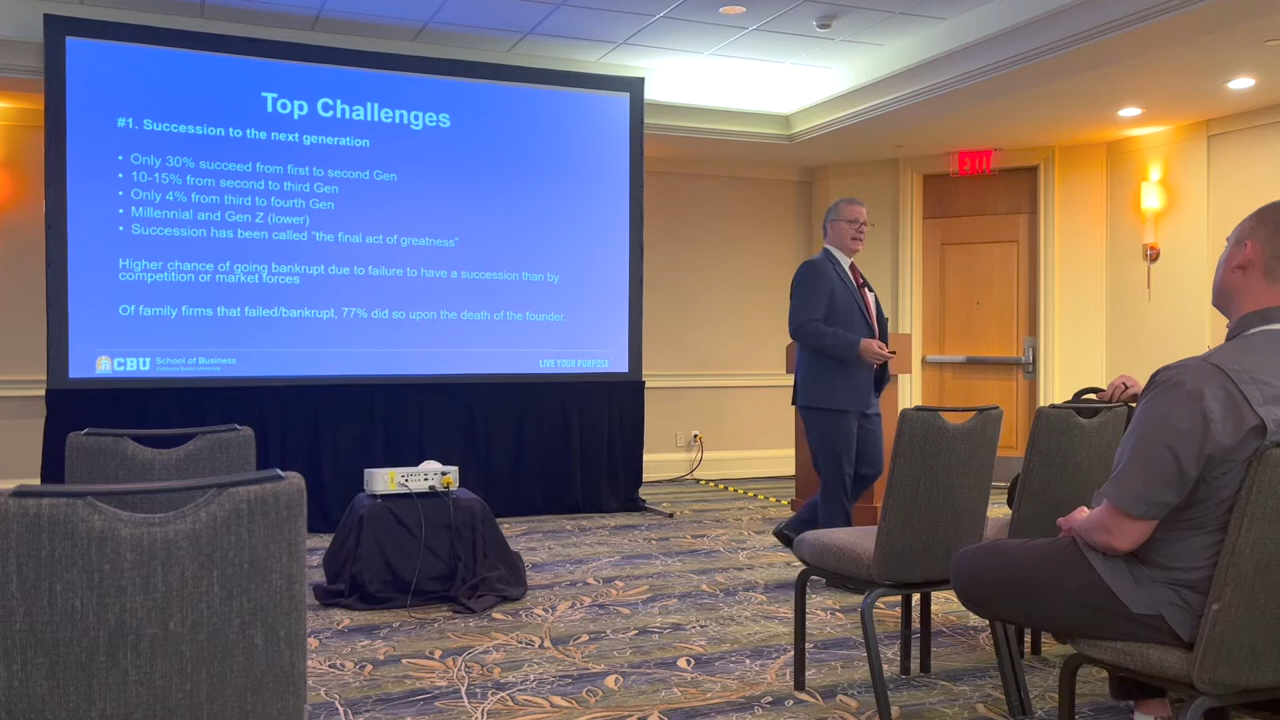 Top Challenges
#1. Succession to the next generation
• Only 30% succeed from first to second Gen
• 10-15% from second to third Gen
• Only 4% from third to fourth Gen
• Millennial and Gen Z (lower)
• Succession has been called "the final act of greatness"
Higher chance of going bankrupt due to failure to have a succession than by
competition or market forces
Of family firms that failed/bankrupt, 77% did so upon the death of the founder.
CBU School of Business
California Baptist University
LIVE YOUR PURPOSE
EXIT